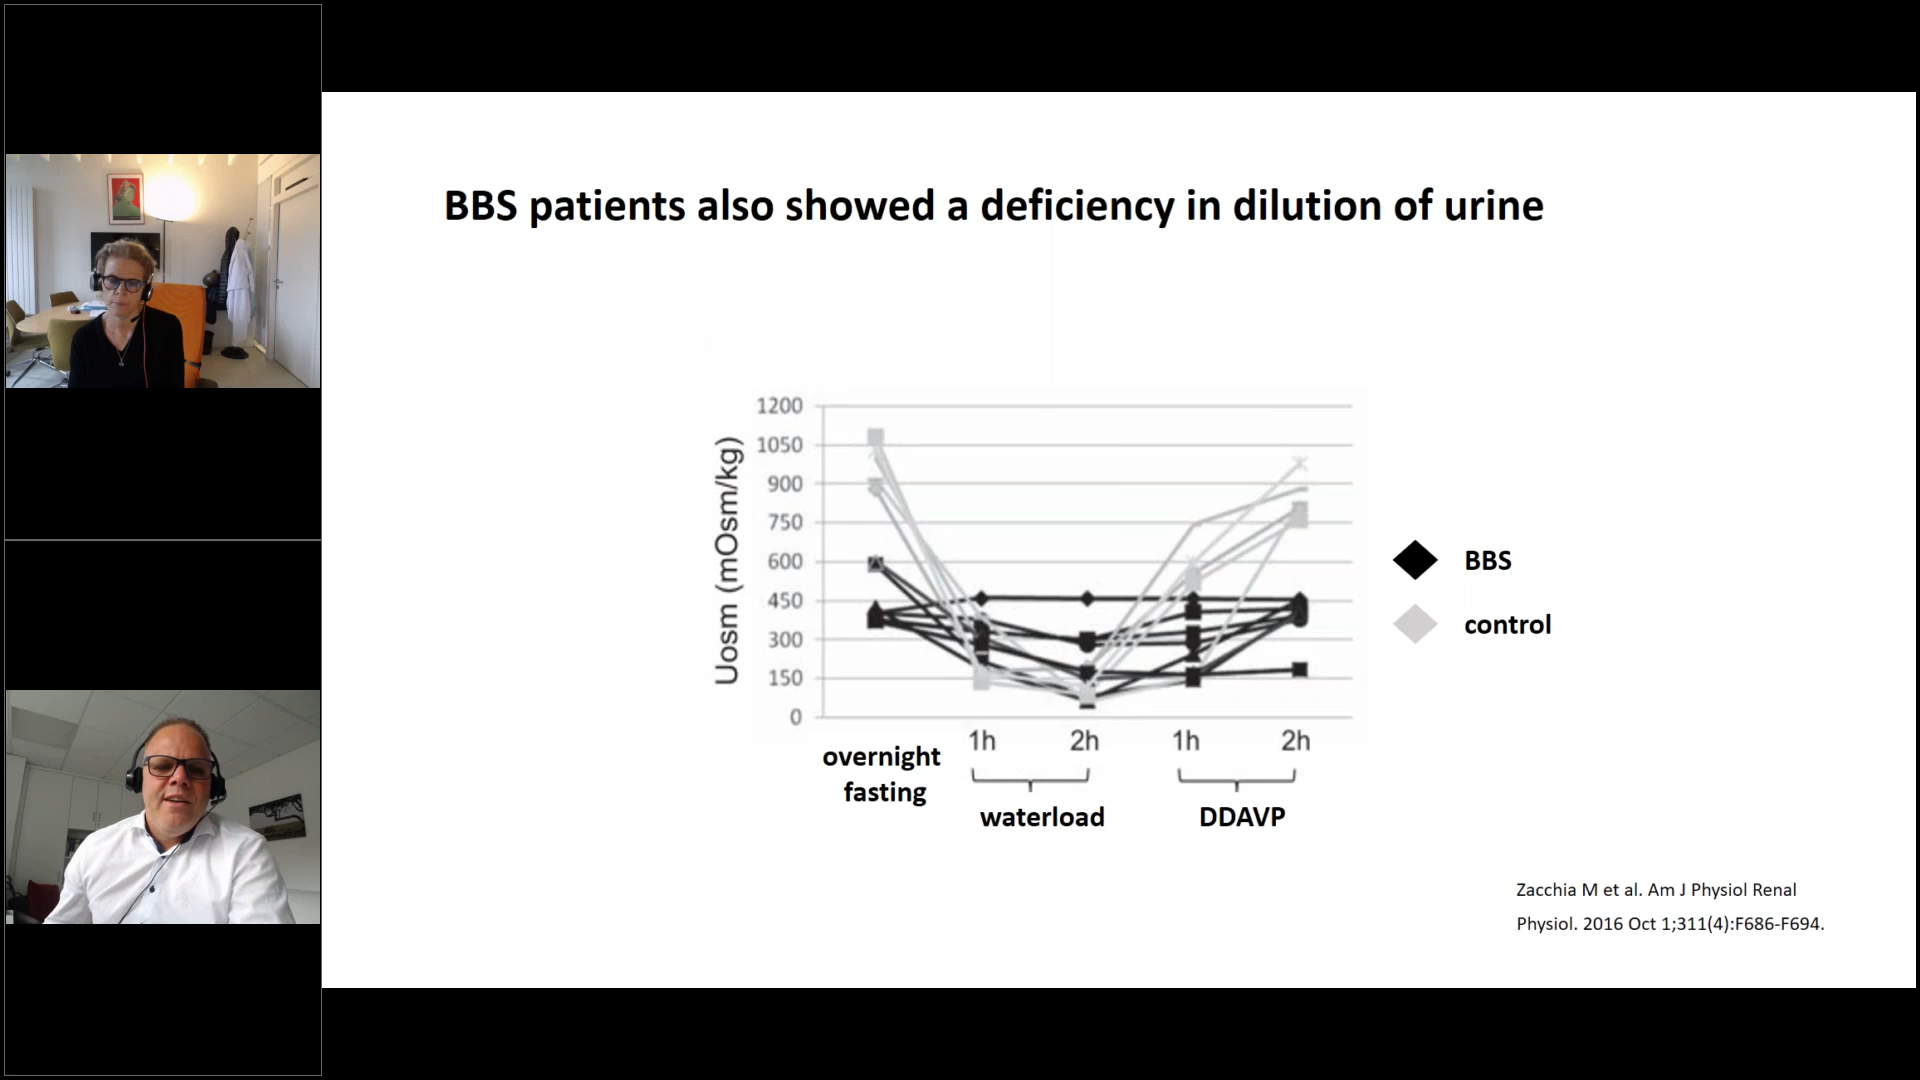 BBS patients also showed a deficiency in dilution of urine
Uosm (mOsm/kg)
1200
1050
900
750
600
450
300
150
0
1h 2h 1h 2h
overnight
fasting
waterload
DDAVP
BBS
control
Zacchia M et al. Am J Physiol Renal
Physiol. 2016 Oct 1;311(4):F686-F694.